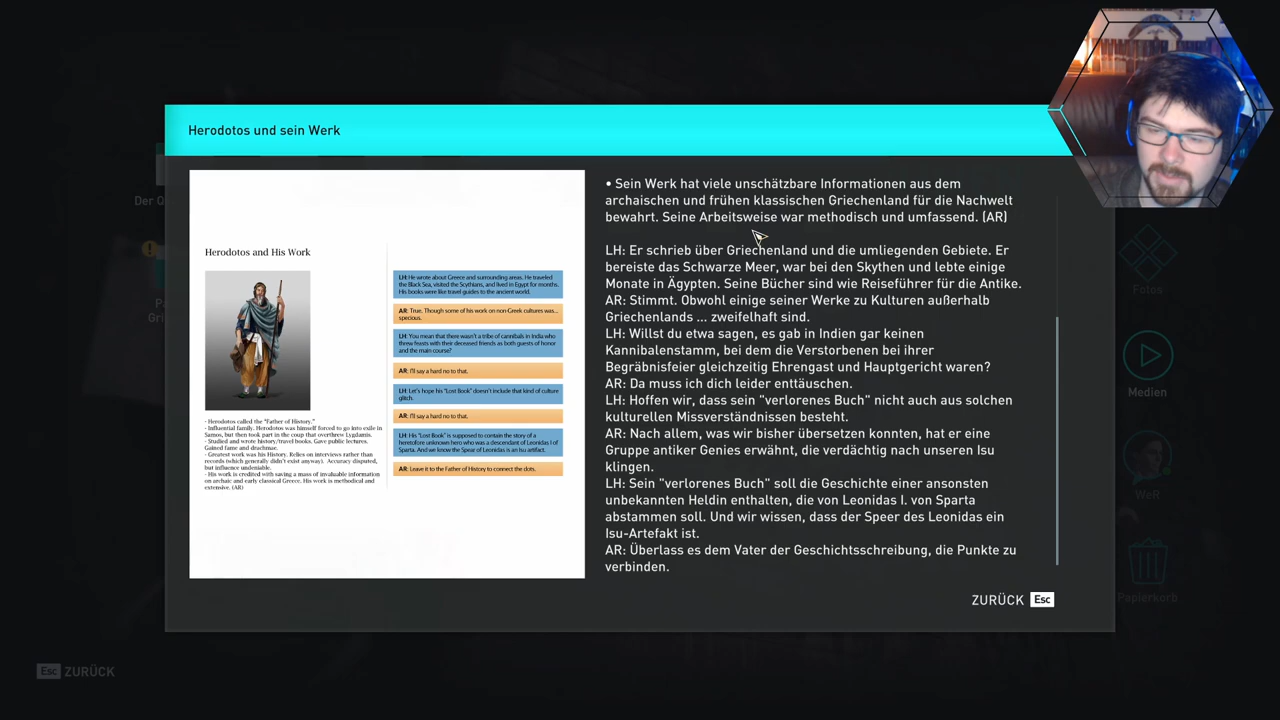 Herodotos und sein Werk
Herodotos and His Work
- Herodotos called the "Father of History."
- Influential family. Herodotus was himself forced to go into exile in
Samos, but then took part in the coup that overthrew Lygdamis.
- Studied and wrote history/travel books. Gave public lectures.
Gained fame and drachmae.
- Greatest work was his History. Relies on interviews rather than
records (which generally didn't exist anyway). Accuracy disputed,
but influence undeniable.
- His work is credited with saving a mass of invaluable information
on archaic and early classical Greece. His work is methodical and
extensive. (AR)
LH: He wrote about Greece and surrounding areas. He traveled
the Black Sea, visited the Scythians, and lived in Egypt for months.
His books were like travel guides to the ancient world.
AR: True. Though some of his work on non-Greek cultures was...
specious.
LH: You mean that there wasn't a tribe of cannibals in India who
threw feasts with their deceased friends as both guests of honor
and the main course?
AR: I'll say a hard no to that.
LH: Let's hope his "Lost Book" doesn't include that kind of culture
glitch.
AR: I'll say a hard no to that.
LH: His "Lost Book" is supposed to contain the story of a
heretofore unknown hero who was a descendant of Leonidas I of
Sparta. And we know the Spear of Leonidas is an Isu artifact.
AR: Leave it to the Father of History to connect the dots.
• Sein Werk hat viele unschätzbare Informationen aus dem
archaischen und frühen klassischen Griechenland für die Nachwelt
bewahrt. Seine Arbeitsweise war methodisch und umfassend. (AR)
LH: Er schrieb über Griechenland und die umliegenden Gebiete. Er
bereiste das Schwarze Meer, war bei den Skythen und lebte einige
Monate in Ägypten. Seine Bücher sind wie Reiseführer für die Antike.
AR: Stimmt. Obwohl einige seiner Werke zu Kulturen außerhalb
Griechenlands ... zweifelhaft sind.
LH: Willst du etwa sagen, es gab in Indien gar keinen
Kannibalenstamm, bei dem die Verstorbenen bei ihrer
Begräbnisfeier gleichzeitig Ehrengast und Hauptgericht waren?
AR: Da muss ich dich leider enttäuschen.
LH: Hoffen wir, dass sein "verlorenes Buch" nicht auch aus solchen
kulturellen Missverständnissen besteht.
AR: Nach allem, was wir bisher übersetzen konnten, hat er eine
Gruppe antiker Genies erwähnt, die verdächtig nach unseren Isu
klingen.
LH: Sein "verlorenes Buch" soll die Geschichte einer ansonsten
unbekannten Heldin enthalten, die von Leonidas I. von Sparta
abstammen soll. Und wir wissen, dass der Speer des Leonidas ein
Isu-Artefakt ist.
AR: Überlass es dem Vater der Geschichtsschreibung, die Punkte zu
verbinden.
ZURÜCK Esc
Fotos
Medien
WeR
Papierkorb
Esc ZURÜCK